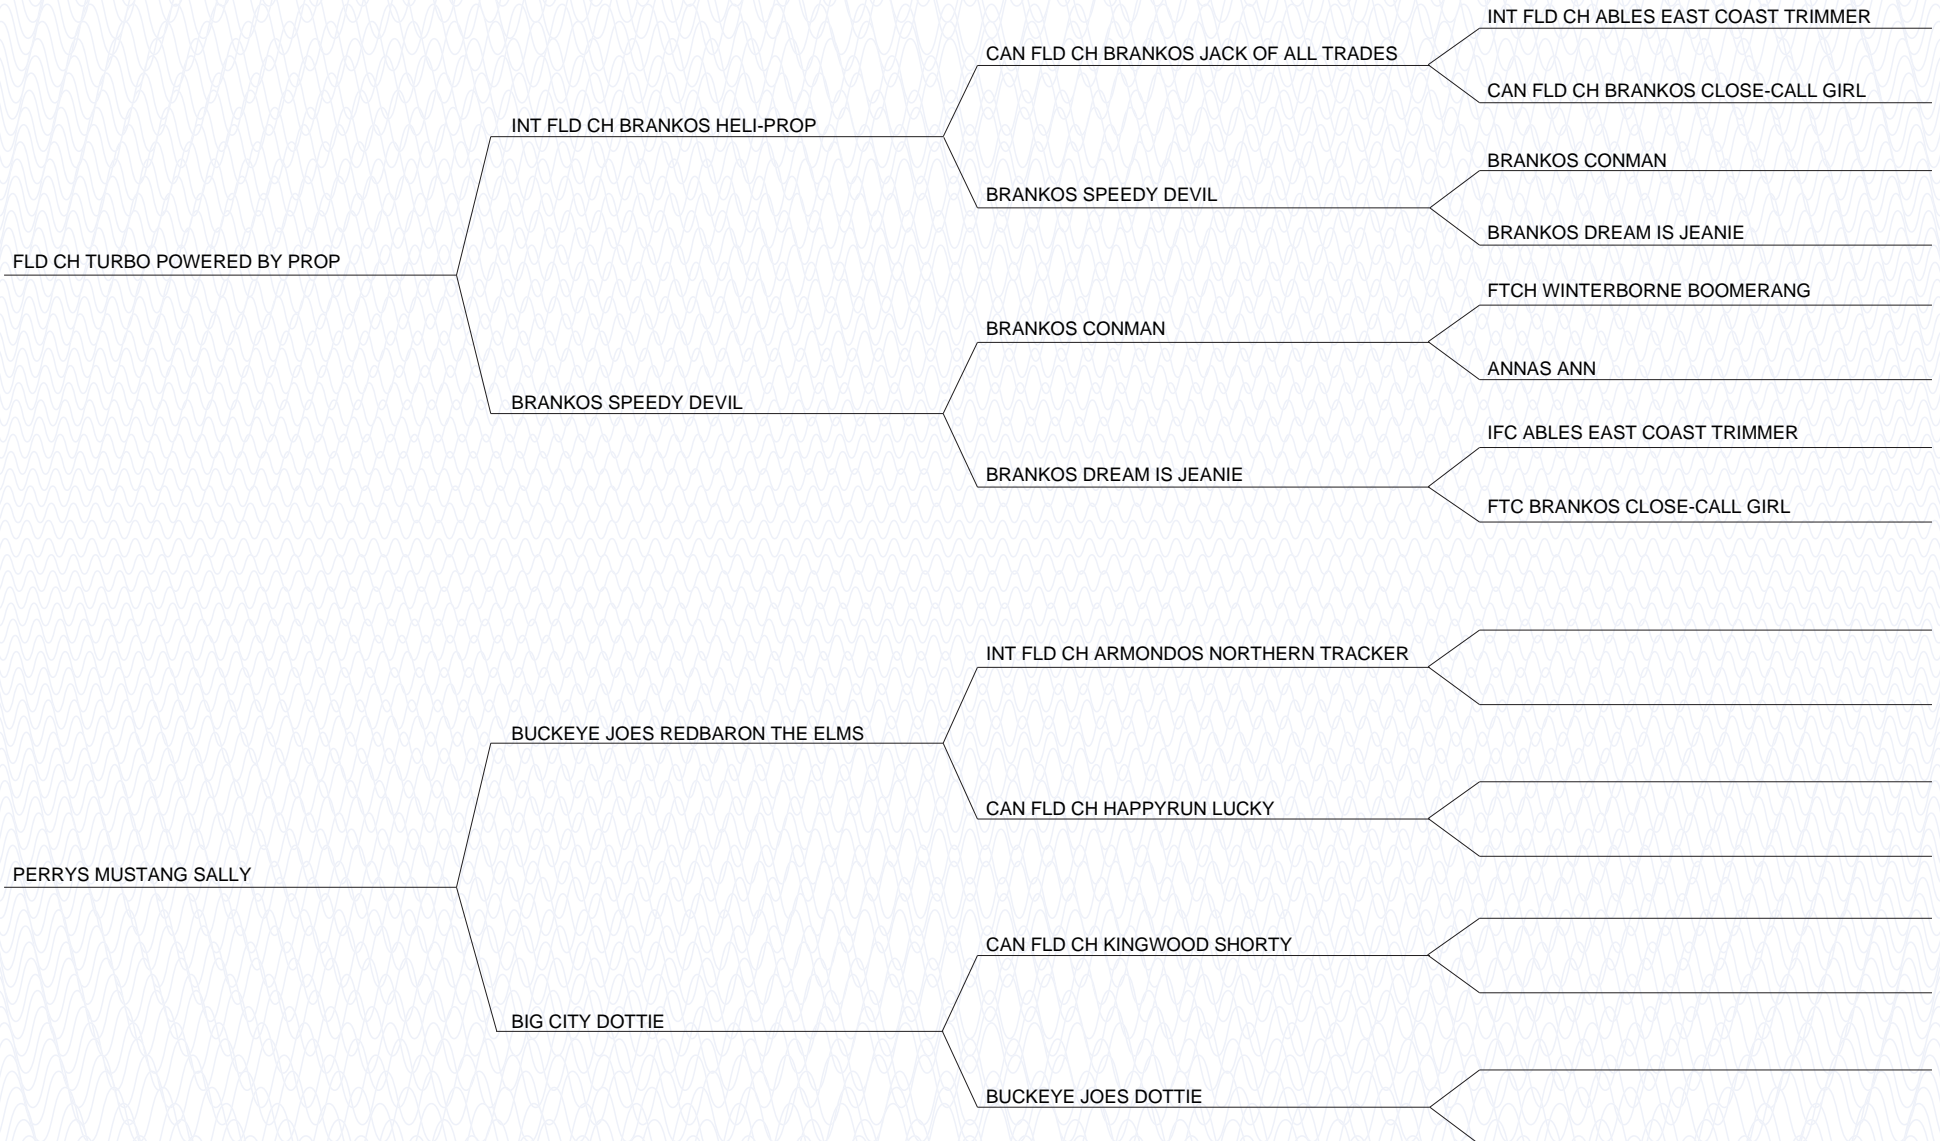 INT FLD CH ABLES EAST COAST TRIMMER
CAN FLD CH BRANKOS JACK OF ALL TRADES
CAN FLD CH BRANKOS CLOSE-CALL GIRL
INT FLD CH BRANKOS HELI-PROP
BRANKOS CONMAN
BRANKOS SPEEDY DEVIL
BRANKOS DREAM IS JEANIE
FLD CH TURBO POWERED BY PROP
FTCH WINTERBORNE BOOMERANG
BRANKOS CONMAN
ANNAS ANN
BRANKOS SPEEDY DEVIL
IFC ABLES EAST COAST TRIMMER
BRANKOS DREAM IS JEANIE
FTC BRANKOS CLOSE-CALL GIRL
INT FLD CH ARMONDOS NORTHERN TRACKER
BUCKEYE JOES REDBARON THE ELMS
CAN FLD CH HAPPYRUN LUCKY
PERRYS MUSTANG SALLY
CAN FLD CH KINGWOOD SHORTY
BIG CITY DOTTIE
BUCKEYE JOES DOTTIE